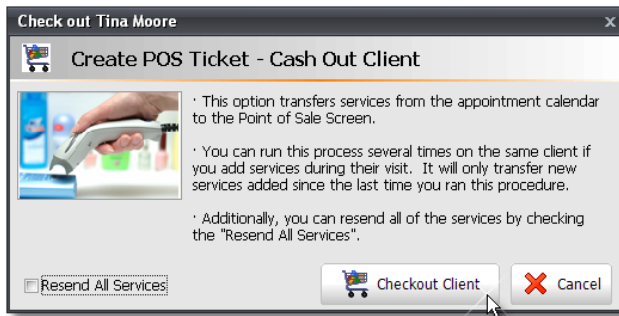 Check out Tina Moore
x
Create POS Ticket - Cash Out Client
· This option transfers services from the appointment calendar
to the Point of Sale Screen.
· You can run this process several times on the same client if
you add services during their visit.  It will only transfer new
services added since the last time you ran this procedure.
· Additionally, you can resend all of the services by checking
the "Resend All Services".
Resend All Services
Checkout Client
Cancel